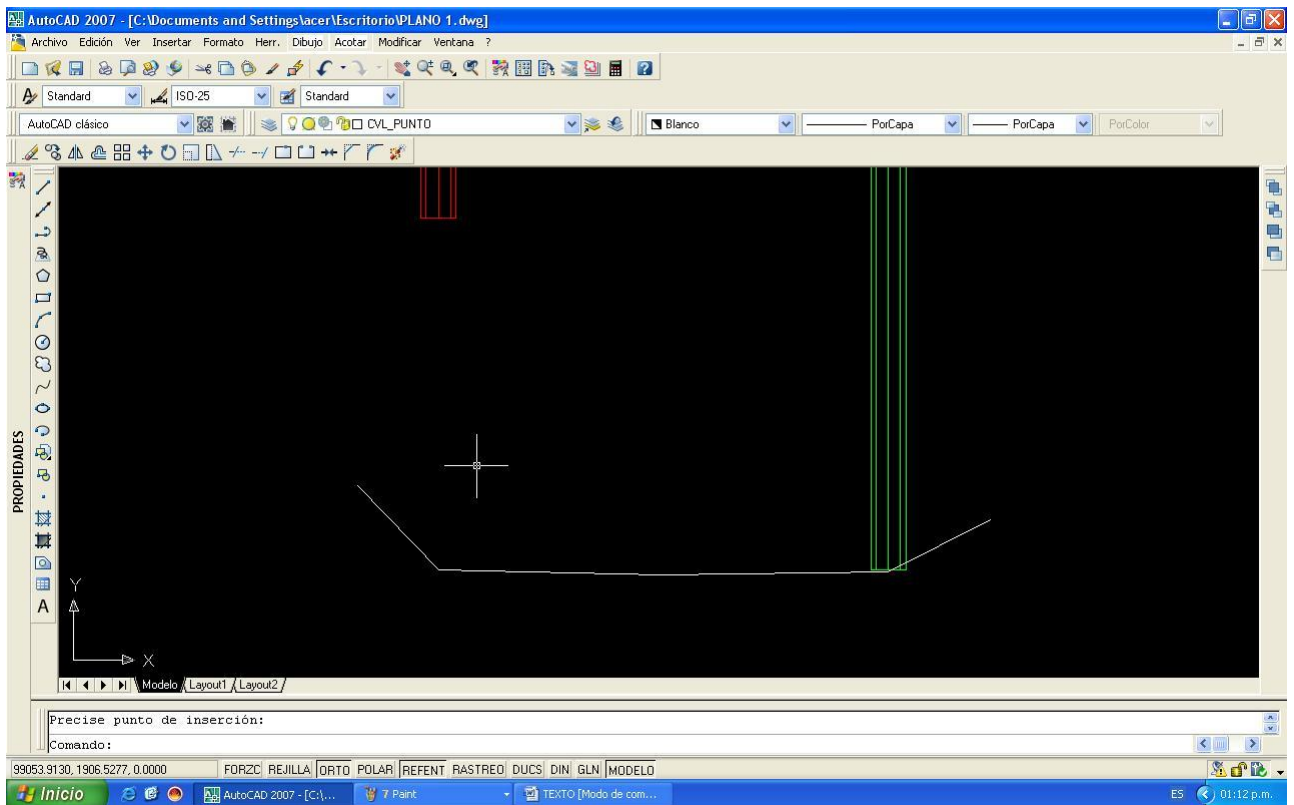 AutoCAD 2007 - [C:\Documents and Settings\acer\Escritorio\PLANO 1.dwg]
Archivo Edición Ver Insertar Formato Herr. Dibujo Acotar Modificar Ventana ?
Standard ISO-25 Standard
AutoCAD clásico CVL_PUNTO Blanco PorCapa PorCapa PorColor
PROPIEDADES
A
Y
X
Modelo Layout1 Layout2
Precise punto de inserción:
Comando:
99053.9130, 1906.5277, 0.0000 FORZC REJILLA ORTO POLAR REFENT RASTREO DUCS DIN GLN MODELO
Inicio AutoCAD 2007 - [C:\... 7 Paint TEXTO [Modo de com... ES 01:12 p.m.